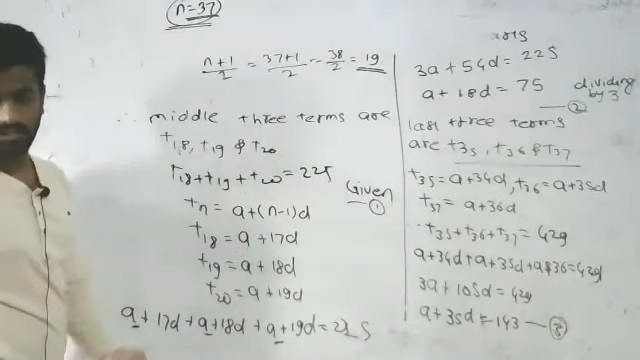 (n=37)
n+1/2 = 37+1/2 = 38/2 = 19
∴ middle three terms are
t18, t19 & t20
t18+t19+t20=225 Given ①
tn = a+(n-1)d
t18 = a+17d
t19 = a+18d
t20 = a+19d
a+17d+a+18d+a+19d=225
3a+54d=225
a+18d=75 dividing by 3 ②
last three terms
are t35, t36 & t37
t35=a+34d, t36=a+35d
t37=a+36d
t35+t36+t37=429
a+34d+a+35d+a+36=429
3a+105d=429
a+35d=143 ③